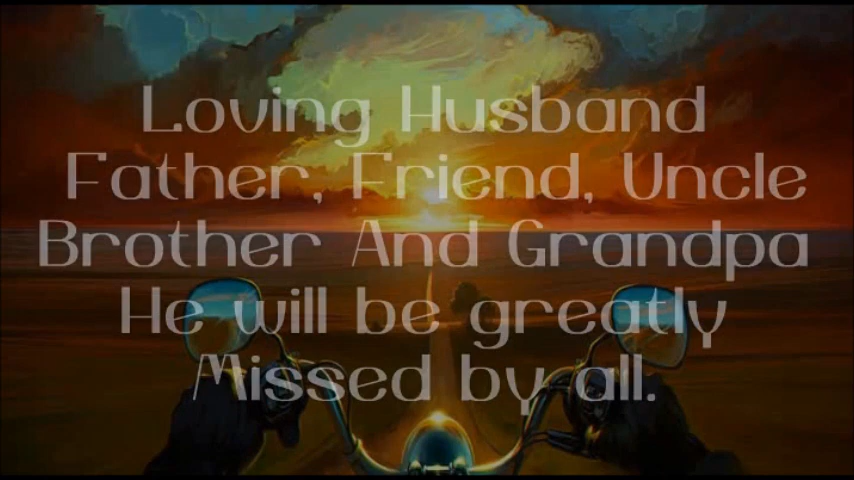 Loving Husband
Father, Friend, Uncle
Brother And Grandpa
He will be greatly
Missed by all.